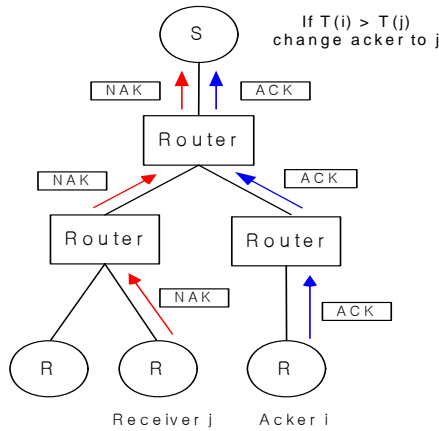 If T(i) > T(j)
change acker to j
S
NAK
ACK
Router
NAK
ACK
Router
Router
NAK
ACK
R
R
R
Receiver j
Acker i